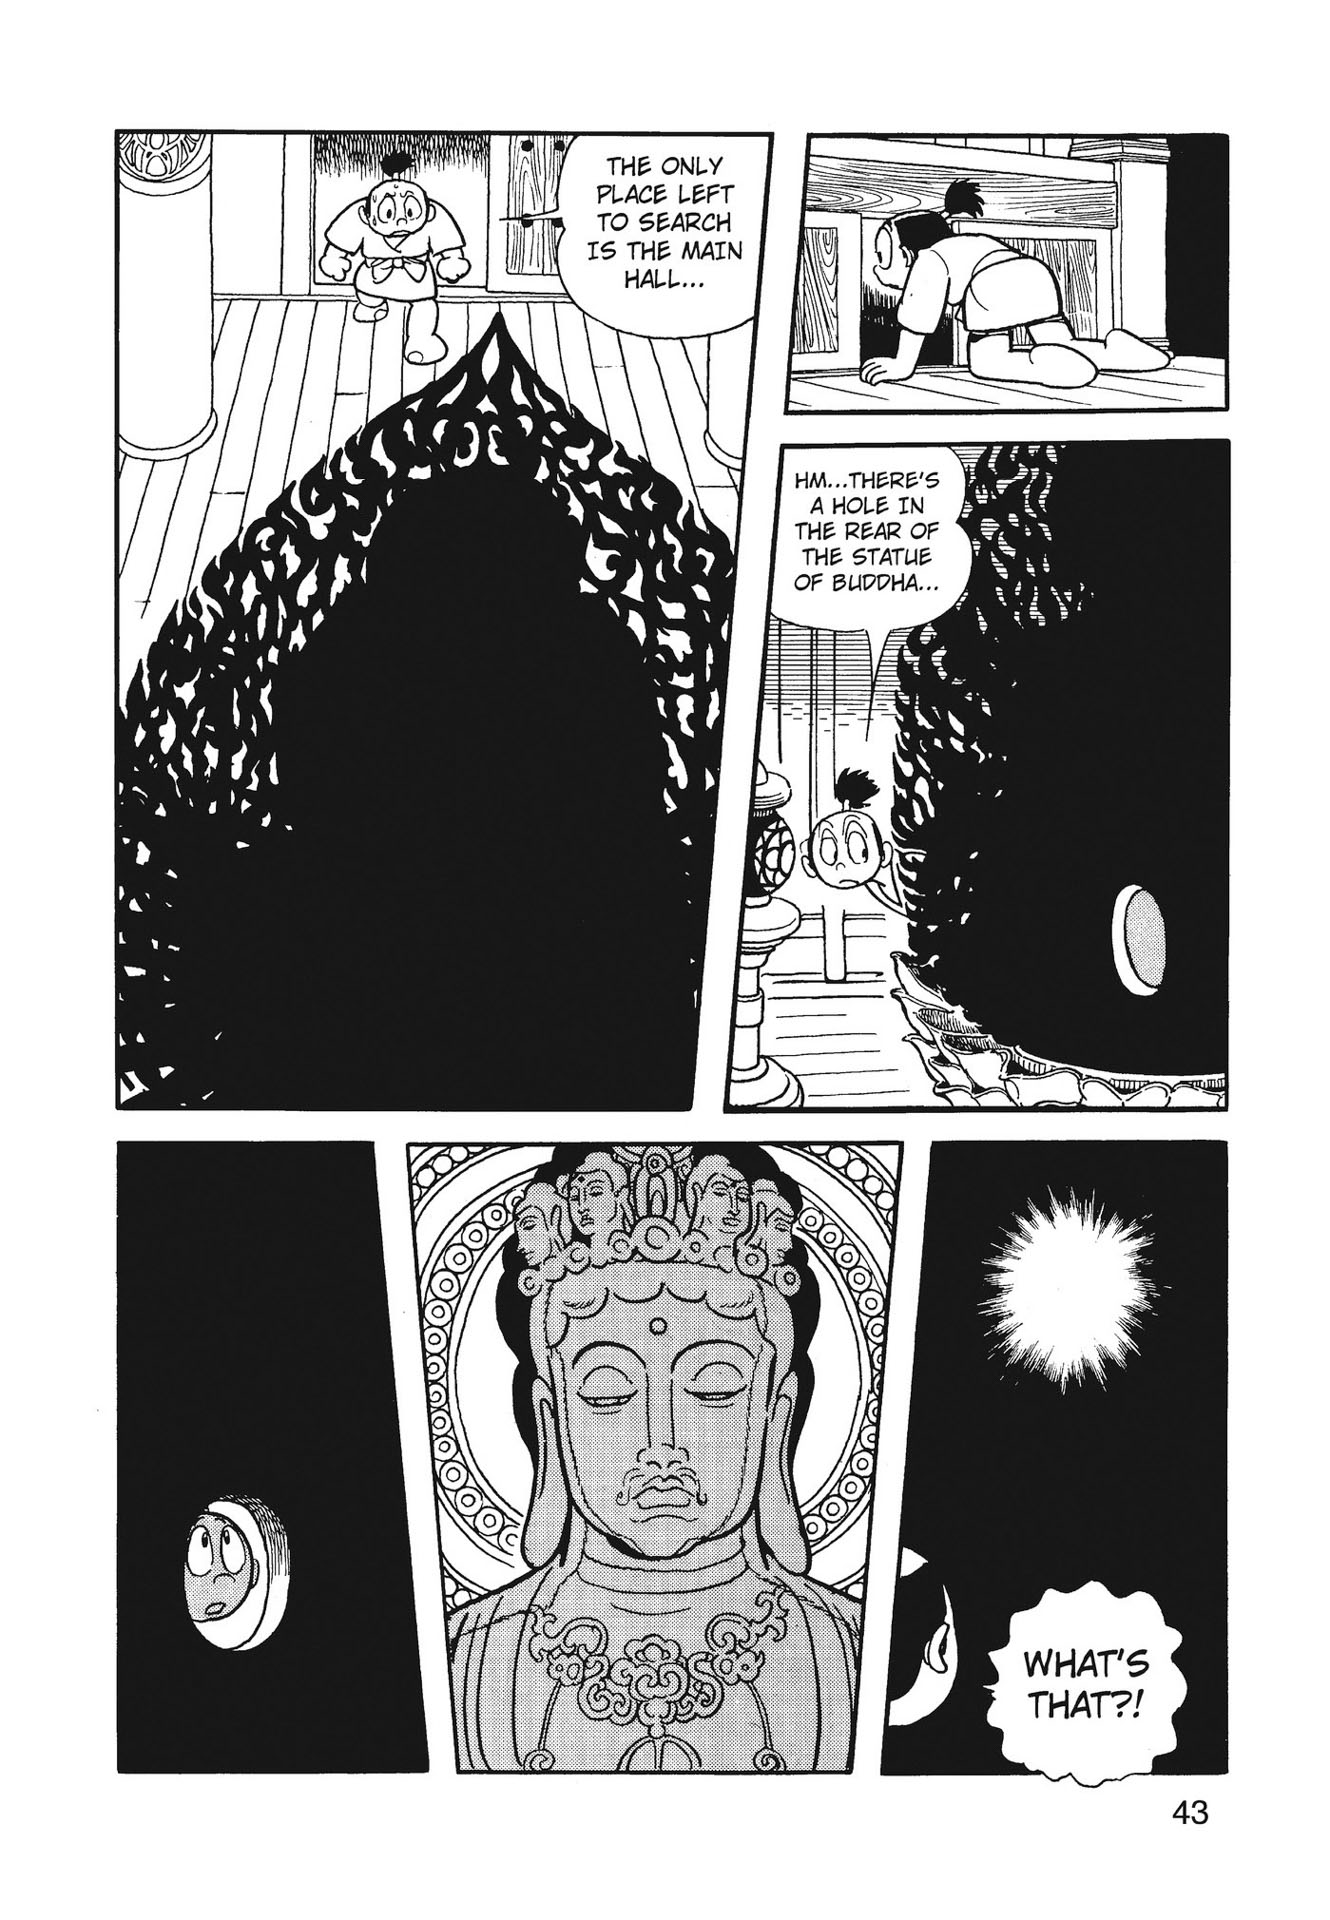 THE ONLY
PLACE LEFT
TO SEARCH
IS THE MAIN
HALL...
HM...THERE'S
A HOLE IN
THE REAR OF
THE STATUE
OF BUDDHA...
WHAT'S
THAT?!
43